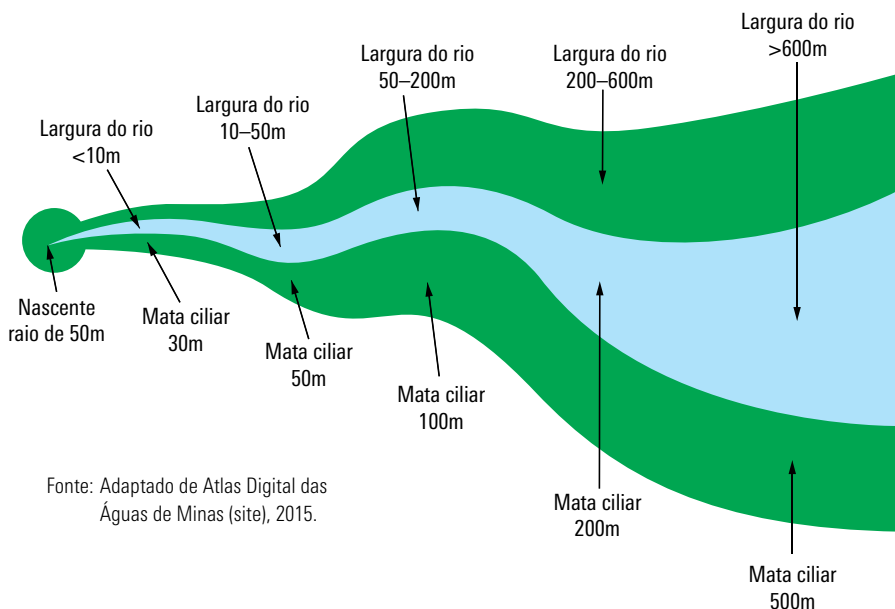 Largura do rio
<10m
Largura do rio
10–50m
Largura do rio
50–200m
Largura do rio
200–600m
Largura do rio
>600m
Nascente
raio de 50m
Mata ciliar
30m
Mata ciliar
50m
Mata ciliar
100m
Mata ciliar
200m
Mata ciliar
500m
Fonte: Adaptado de Atlas Digital das
Águas de Minas (site), 2015.